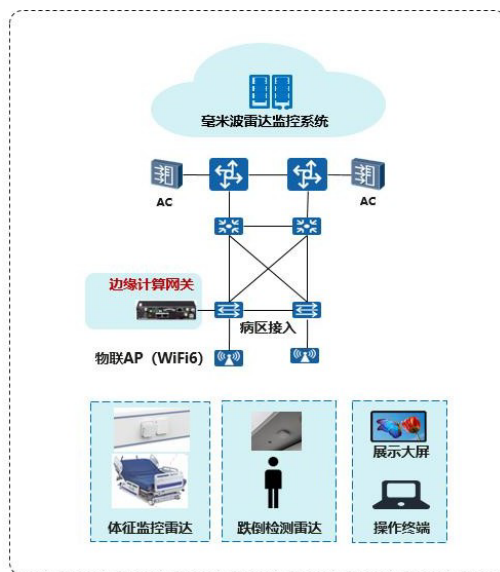 毫米波雷达监控系统
AC
AC
边缘计算网关
病区接入
物联AP（WiFi6）
体征监控雷达
跌倒检测雷达
展示大屏
操作终端